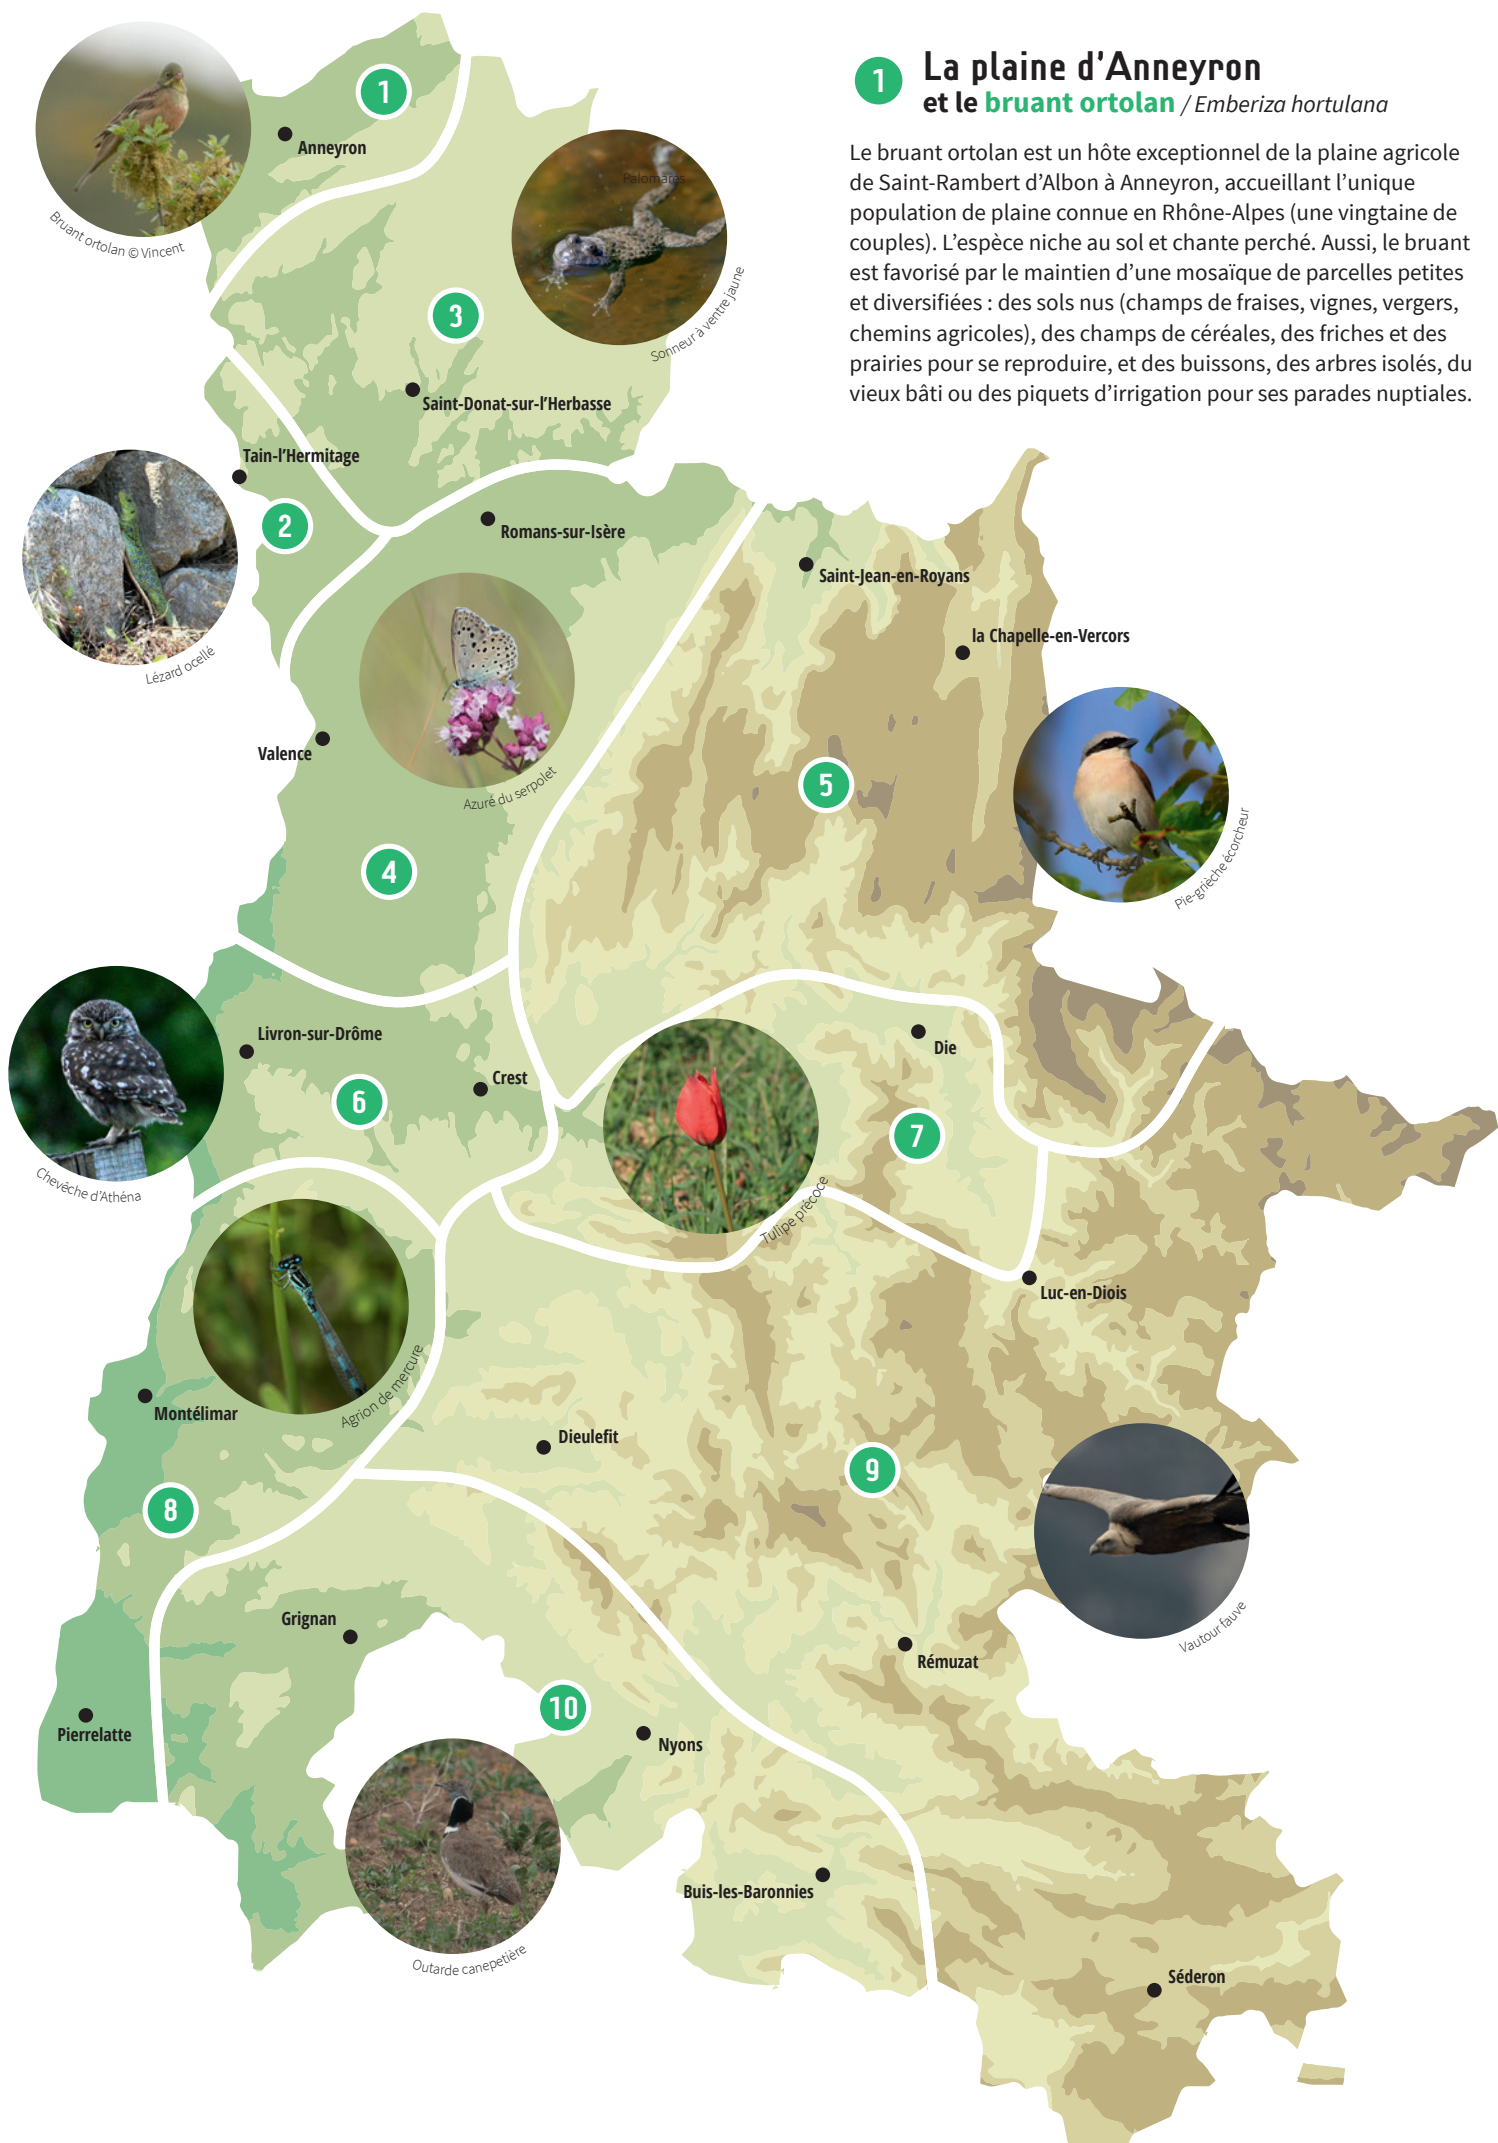 1
La plaine d'Anneyron
et le bruant ortolan / Emberiza hortulana
Le bruant ortolan est un hôte exceptionnel de la plaine agricole
de Saint-Rambert d’Albon à Anneyron, accueillant l’unique
population de plaine connue en Rhône-Alpes (une vingtaine de
couples). L’espèce niche au sol et chante perché. Aussi, le bruant
est favorisé par le maintien d’une mosaïque de parcelles petites
et diversifiées : des sols nus (champs de fraises, vignes, vergers,
chemins agricoles), des champs de céréales, des friches et des
prairies pour se reproduire, et des buissons, des arbres isolés, du
vieux bâti ou des piquets d’irrigation pour ses parades nuptiales.
1
Anneyron
Bruant ortolan © Vincent
Palomares
Sonneur à ventre jaune
3
Saint-Donat-sur-l’Herbasse
Tain-l’Hermitage
2
Romans-sur-Isère
Saint-Jean-en-Royans
la Chapelle-en-Vercors
Lézard ocellé
Valence
Azuré du serpolet
5
4
Pie-grièche écorcheur
Livron-sur-Drôme
Die
Crest
6
7
Chevêche d’Athéna
Tulipe précoce
Luc-en-Diois
Agrion de mercure
Montélimar
Dieulefit
9
8
Grignan
Vautour fauve
Rémuzat
10
Pierrelatte
Nyons
Buis-les-Baronnies
Outarde canepetière
Séderon